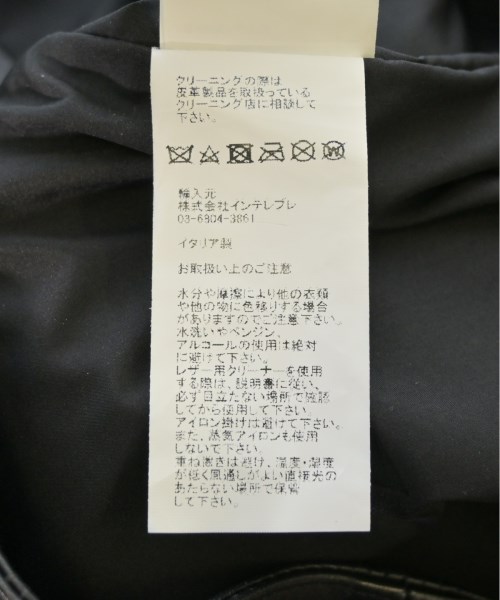 クリーニングの際は
皮革製品を取扱っている
クリーニング店に相談して
下さい。
輸入元
株式会社インテレプレ
03-6804-3861
イタリア製
お取扱い上のご注意
水分や摩擦により他の衣類
や他の物に色移りする場合
がありますのでご注意下さい。
水洗いやベンジン、
アルコールの使用は絶対
に避けて下さい。
レザー用クリーナーを使用
する際は、説明書に従い、
必ず目立たない場所で確認
してから使用して下さい。
アイロン掛けは避けて下さい。
また、蒸気アイロンも使用
しないで下さい。
重ね置きは避け、温度・湿度
が低く風通しがよい直接光の
あたらない場所で保管
して下さい。